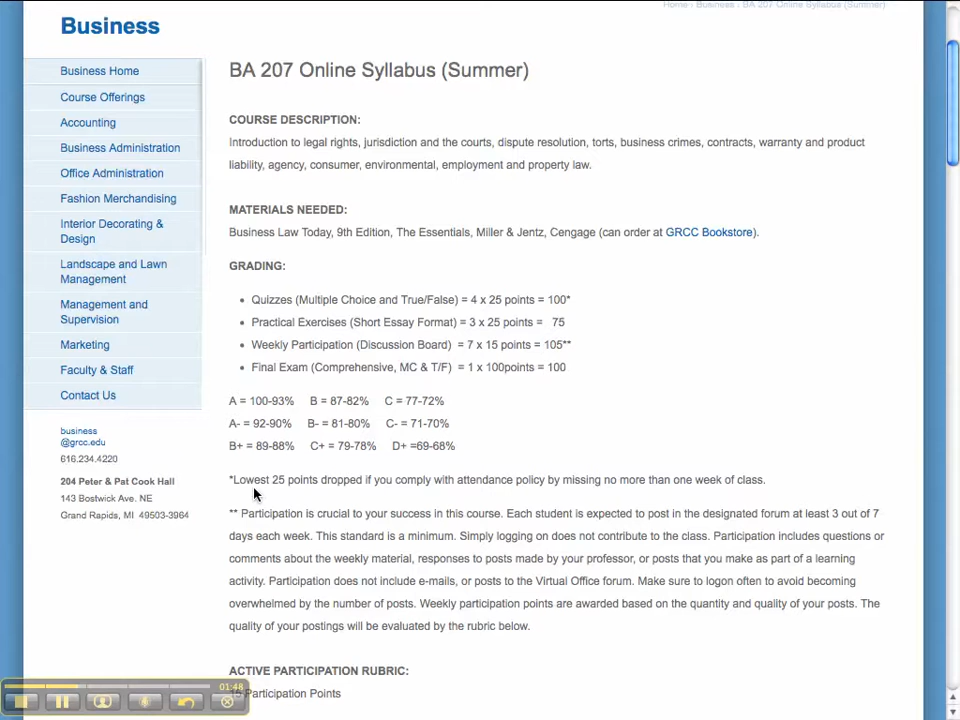 Home › Business › BA 207 Online Syllabus (Summer)
Business
Business Home
Course Offerings
Accounting
Business Administration
Office Administration
Fashion Merchandising
Interior Decorating &
Design
Landscape and Lawn
Management
Management and
Supervision
Marketing
Faculty & Staff
Contact Us
business
@grcc.edu
616.234.4220
204 Peter & Pat Cook Hall
143 Bostwick Ave. NE
Grand Rapids, MI 49503-3964
BA 207 Online Syllabus (Summer)
COURSE DESCRIPTION:
Introduction to legal rights, jurisdiction and the courts, dispute resolution, torts, business crimes, contracts, warranty and product
liability, agency, consumer, environmental, employment and property law.
MATERIALS NEEDED:
Business Law Today, 9th Edition, The Essentials, Miller & Jentz, Cengage (can order at GRCC Bookstore).
GRADING:
• Quizzes (Multiple Choice and True/False) = 4 x 25 points = 100*
• Practical Exercises (Short Essay Format) = 3 x 25 points = 75
• Weekly Participation (Discussion Board) = 7 x 15 points = 105**
• Final Exam (Comprehensive, MC & T/F) = 1 x 100points = 100
A = 100-93% B = 87-82% C = 77-72%
A- = 92-90% B- = 81-80% C- = 71-70%
B+ = 89-88% C+ = 79-78% D+ =69-68%
*Lowest 25 points dropped if you comply with attendance policy by missing no more than one week of class.
** Participation is crucial to your success in this course. Each student is expected to post in the designated forum at least 3 out of 7
days each week. This standard is a minimum. Simply logging on does not contribute to the class. Participation includes questions or
comments about the weekly material, responses to posts made by your professor, or posts that you make as part of a learning
activity. Participation does not include e-mails, or posts to the Virtual Office forum. Make sure to logon often to avoid becoming
overwhelmed by the number of posts. Weekly participation points are awarded based on the quantity and quality of your posts. The
quality of your postings will be evaluated by the rubric below.
ACTIVE PARTICIPATION RUBRIC:
Participation Points
01:48